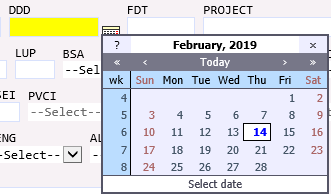 DDD FDT PROJECT
? February, 2019 ×
« ‹ Today › »
LUP BSA
wk Sun Mon Tue Wed Thu Fri Sat
--Sele
4 1 2
SEI PVCI
5 3 4 5 6 7 8 9
--Select--
6 10 11 12 13 14 15 16
ENG AL
7 17 18 19 20 21 22 23
--Select--
8 24 25 26 27 28
Select date